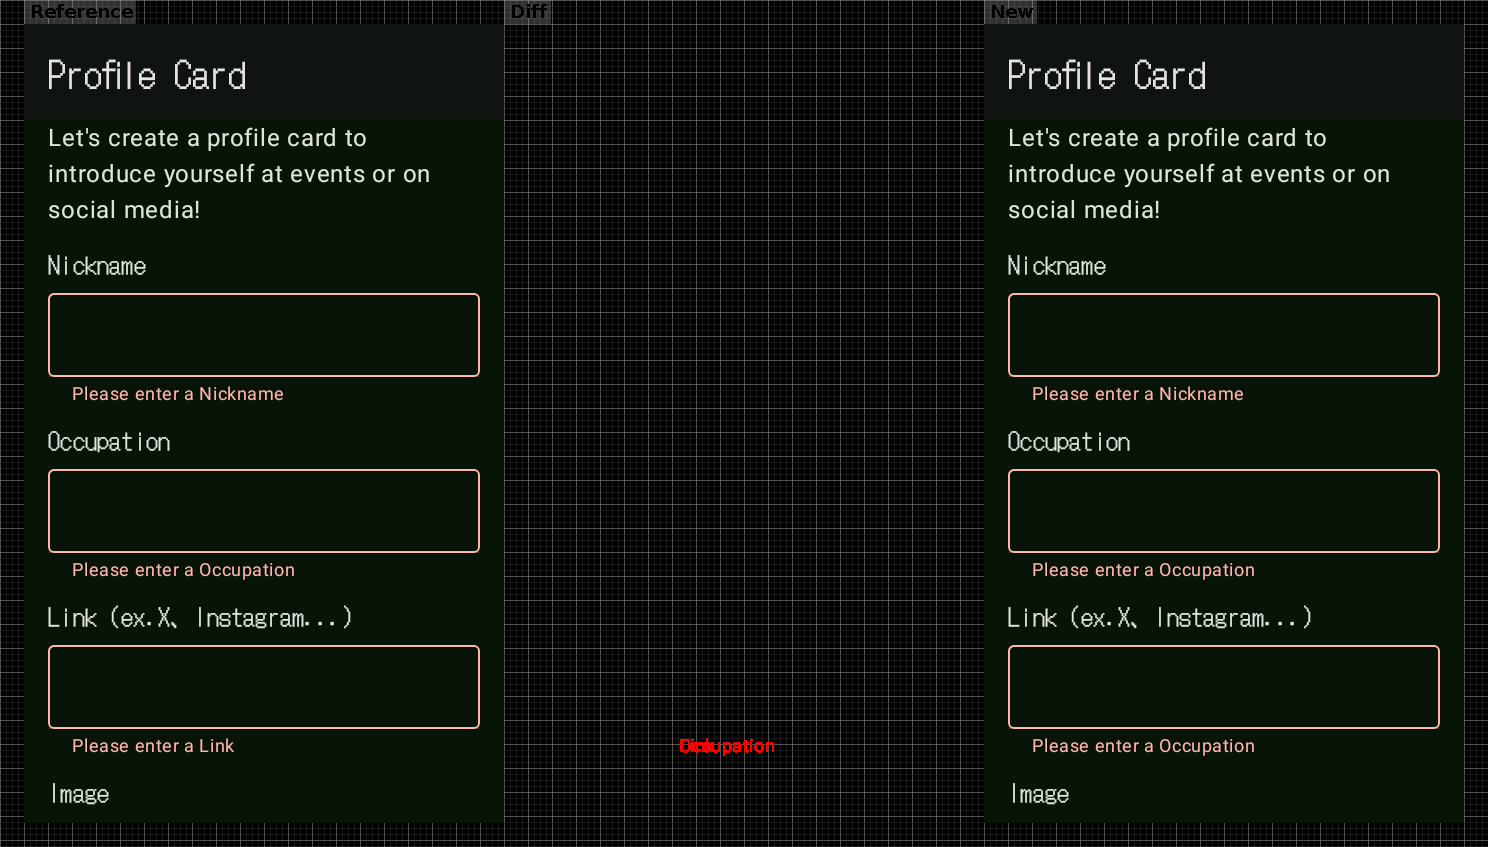 Reference
Diff
New
Profile Card
Let's create a profile card to
introduce yourself at events or on
social media!
Nickname
Please enter a Nickname
Occupation
Please enter a Occupation
Link (ex.X、Instagram...)
Please enter a Link
Image
Profile Card
Let's create a profile card to
introduce yourself at events or on
social media!
Nickname
Please enter a Nickname
Occupation
Please enter a Occupation
Link (ex.X、Instagram...)
Please enter a Occupation
Image